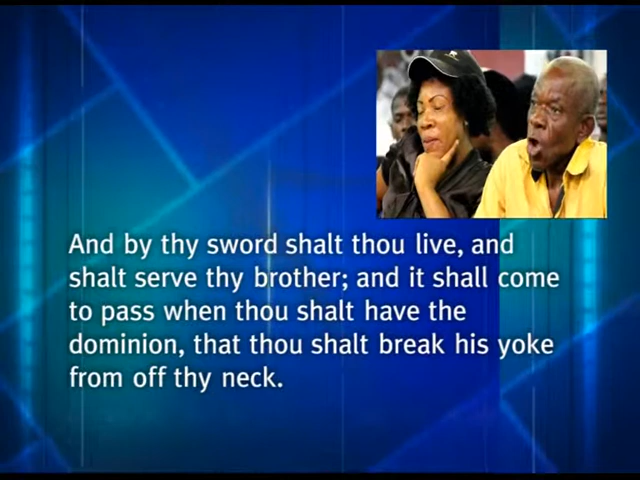 And by thy sword shalt thou live, and
shalt serve thy brother; and it shall come
to pass when thou shalt have the
dominion, that thou shalt break his yoke
from off thy neck.